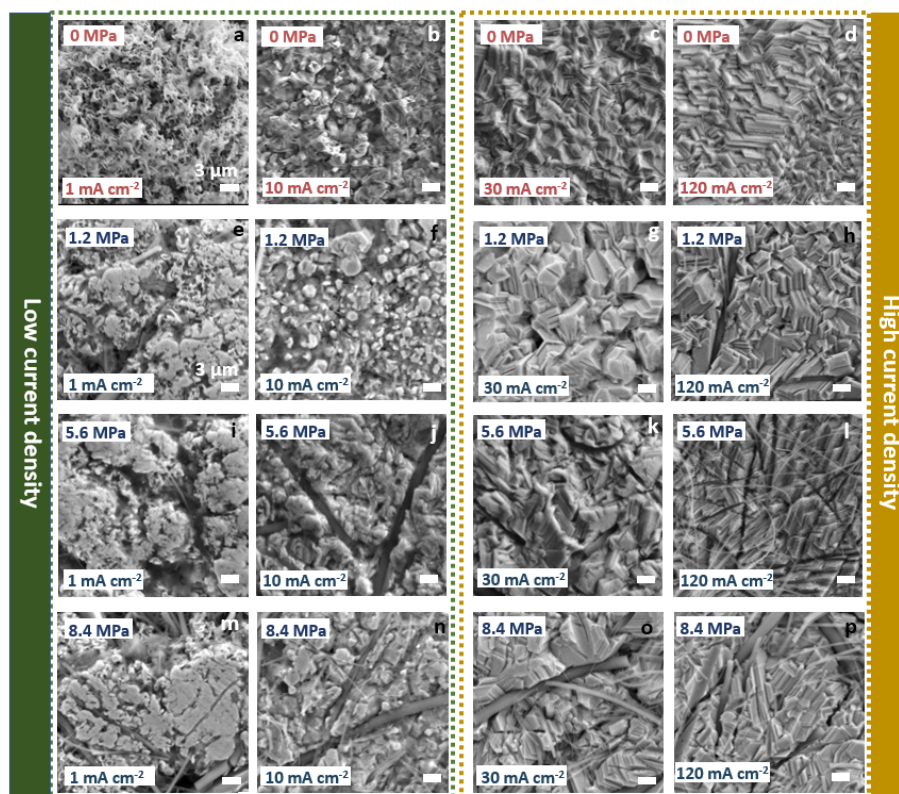 Low current density
High current density
0 MPa a
3 μm
1 mA cm⁻²
0 MPa b
10 mA cm⁻²
0 MPa c
30 mA cm⁻²
0 MPa d
120 mA cm⁻²
1.2 MPa e
3 μm
1 mA cm⁻²
1.2 MPa f
10 mA cm⁻²
1.2 MPa g
30 mA cm⁻²
1.2 MPa h
120 mA cm⁻²
5.6 MPa i
1 mA cm⁻²
5.6 MPa j
10 mA cm⁻²
5.6 MPa k
30 mA cm⁻²
5.6 MPa l
120 mA cm⁻²
8.4 MPa m
1 mA cm⁻²
8.4 MPa n
10 mA cm⁻²
8.4 MPa o
30 mA cm⁻²
8.4 MPa p
120 mA cm⁻²